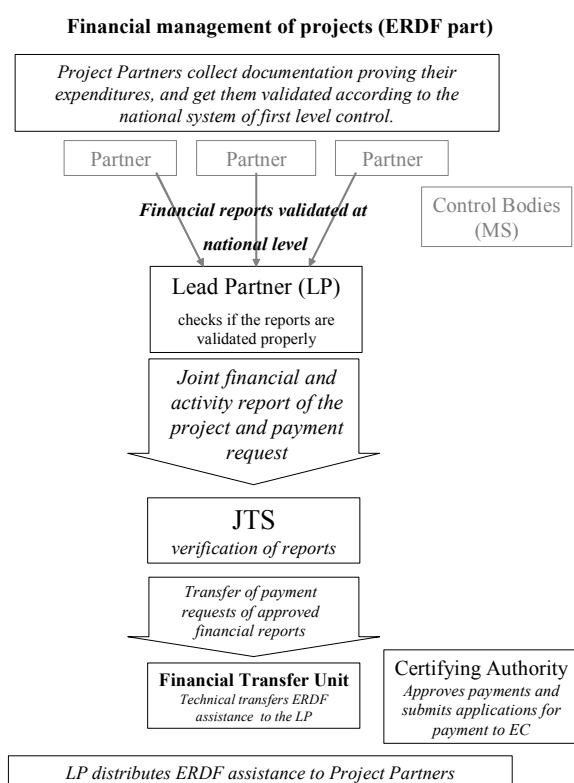 Financial management of projects (ERDF part)
Project Partners collect documentation proving their
expenditures, and get them validated according to the
national system of first level control.
Partner
Partner
Partner
Financial reports validated at
national level
Control Bodies
(MS)
Lead Partner (LP)
checks if the reports are
validated properly
Joint financial and
activity report of the
project and payment
request
JTS
verification of reports
Transfer of payment
requests of approved
financial reports
Financial Transfer Unit
Technical transfers ERDF
assistance to the LP
Certifying Authority
Approves payments and
submits applications for
payment to EC
LP distributes ERDF assistance to Project Partners